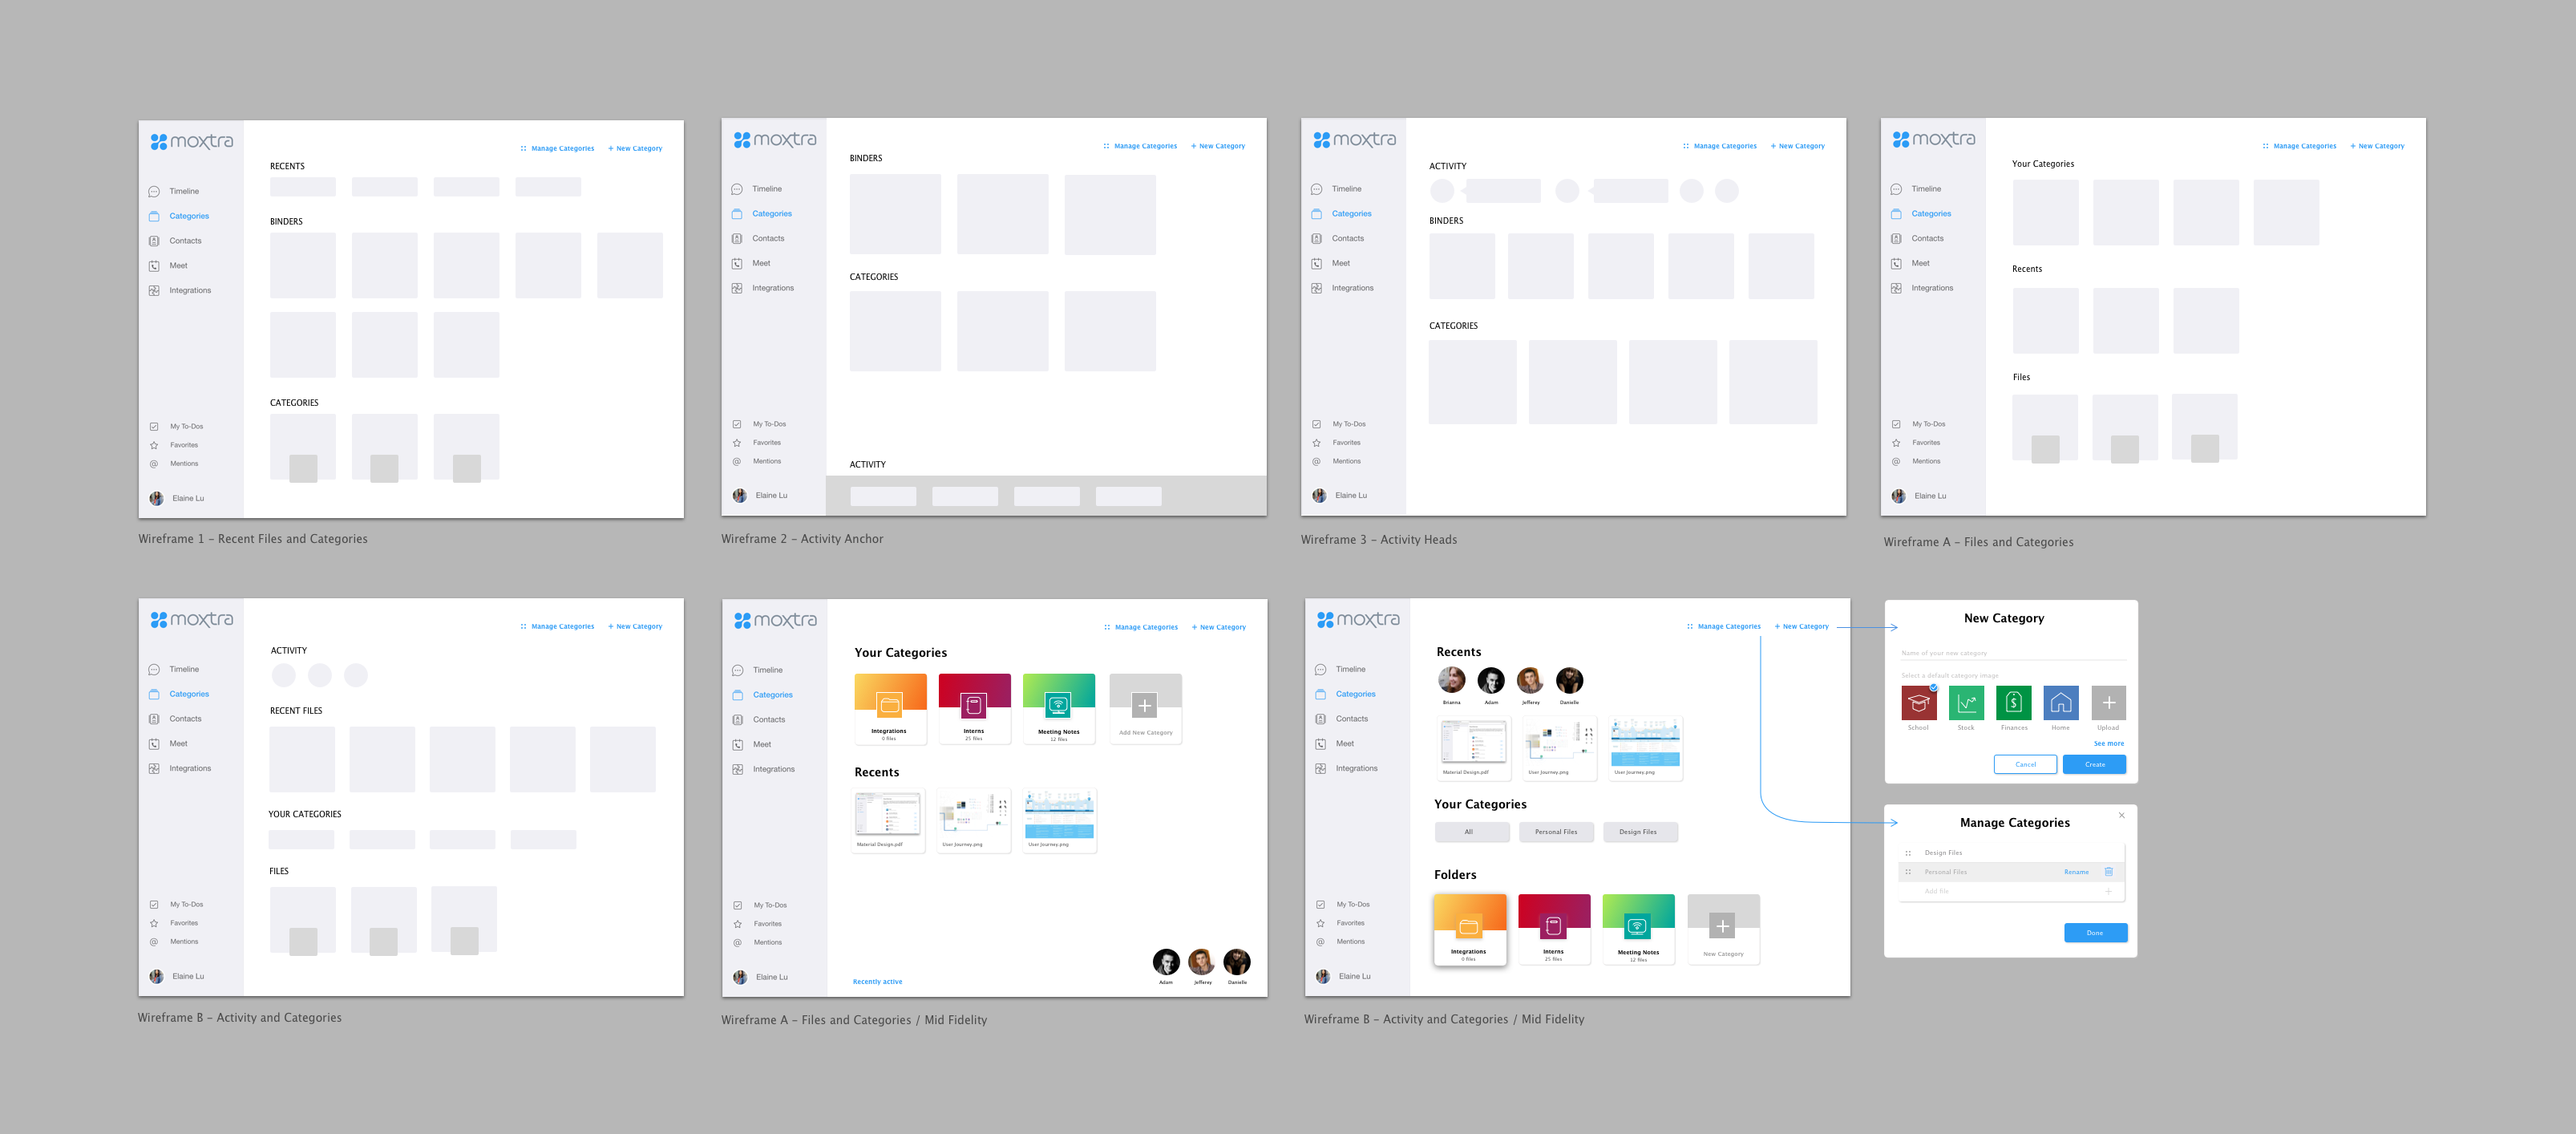 moxtra
Manage Categories + New Category
RECENTS
Timeline
Categories
Contacts
Meet
Integrations
BINDERS
CATEGORIES
My To-Dos
Favorites
@ Mentions
Elaine Lu
Wireframe 1 – Recent Files and Categories
moxtra
Manage Categories + New Category
BINDERS
Timeline
Categories
Contacts
Meet
Integrations
CATEGORIES
My To-Dos
Favorites
@ Mentions
ACTIVITY
Elaine Lu
Wireframe 2 – Activity Anchor
moxtra
Manage Categories + New Category
ACTIVITY
Timeline
Categories
Contacts
Meet
Integrations
BINDERS
CATEGORIES
My To-Dos
Favorites
@ Mentions
Elaine Lu
Wireframe 3 – Activity Heads
moxtra
Manage Categories + New Category
Your Categories
Timeline
Categories
Contacts
Meet
Integrations
Recents
Files
My To-Dos
Favorites
@ Mentions
Elaine Lu
Wireframe A – Files and Categories
moxtra
Manage Categories + New Category
ACTIVITY
Timeline
Categories
Contacts
Meet
Integrations
RECENT FILES
YOUR CATEGORIES
FILES
My To-Dos
Favorites
@ Mentions
Elaine Lu
Wireframe B – Activity and Categories
moxtra
Manage Categories + New Category
Timeline
Categories
Contacts
Meet
Integrations
My To-Dos
Favorites
@ Mentions
Elaine Lu
Your Categories
Integrations
0 files
Interns
25 files
Meeting Notes
12 files
+
Add New Category
Recents
Material Design.pdf
User Journey.png
User Journey.png
Recently active
Adam
Jefferey
Danielle
Wireframe A – Files and Categories / Mid Fidelity
moxtra
Manage Categories + New Category
Timeline
Categories
Contacts
Meet
Integrations
My To-Dos
Favorites
@ Mentions
Elaine Lu
Recents
Brianna
Adam
Jefferey
Danielle
Material Design.pdf
User Journey.png
User Journey.png
Your Categories
All
Personal Files
Design Files
Folders
Integrations
0 files
Interns
25 files
Meeting Notes
12 files
+
New Category
Wireframe B – Activity and Categories / Mid Fidelity
New Category
Name of your new category
Select a default category image
$
+
School
Stock
Finances
Home
Upload
See more
Cancel
Create
Manage Categories
Design Files
Personal Files Rename
Add file +
Done